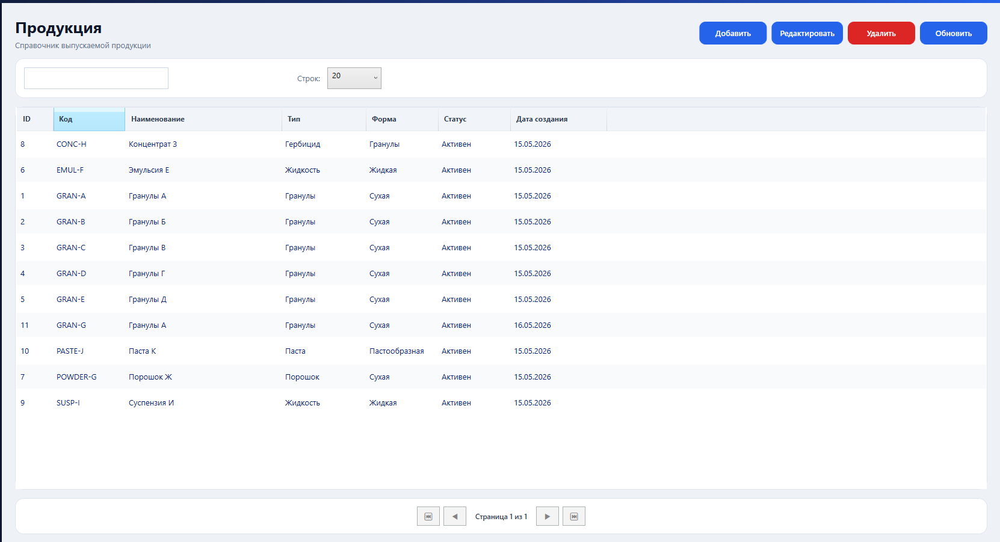 Продукция
Справочник выпускаемой продукции
Добавить Редактировать Удалить Обновить
Строк: 20
ID Код Наименование Тип Форма Статус Дата создания
8 CONC-H Концентрат З Гербицид Гранулы Активен 15.05.2026
6 EMUL-F Эмульсия Е Жидкость Жидкая Активен 15.05.2026
1 GRAN-A Гранулы А Гранулы Сухая Активен 15.05.2026
2 GRAN-B Гранулы Б Гранулы Сухая Активен 15.05.2026
3 GRAN-C Гранулы В Гранулы Сухая Активен 15.05.2026
4 GRAN-D Гранулы Г Гранулы Сухая Активен 15.05.2026
5 GRAN-E Гранулы Д Гранулы Сухая Активен 15.05.2026
11 GRAN-G Гранулы А Гранулы Сухая Активен 16.05.2026
10 PASTE-J Паста К Паста Пастообразная Активен 15.05.2026
7 POWDER-G Порошок Ж Порошок Сухая Активен 15.05.2026
9 SUSP-I Суспензия И Жидкость Жидкая Активен 15.05.2026
Страница 1 из 1